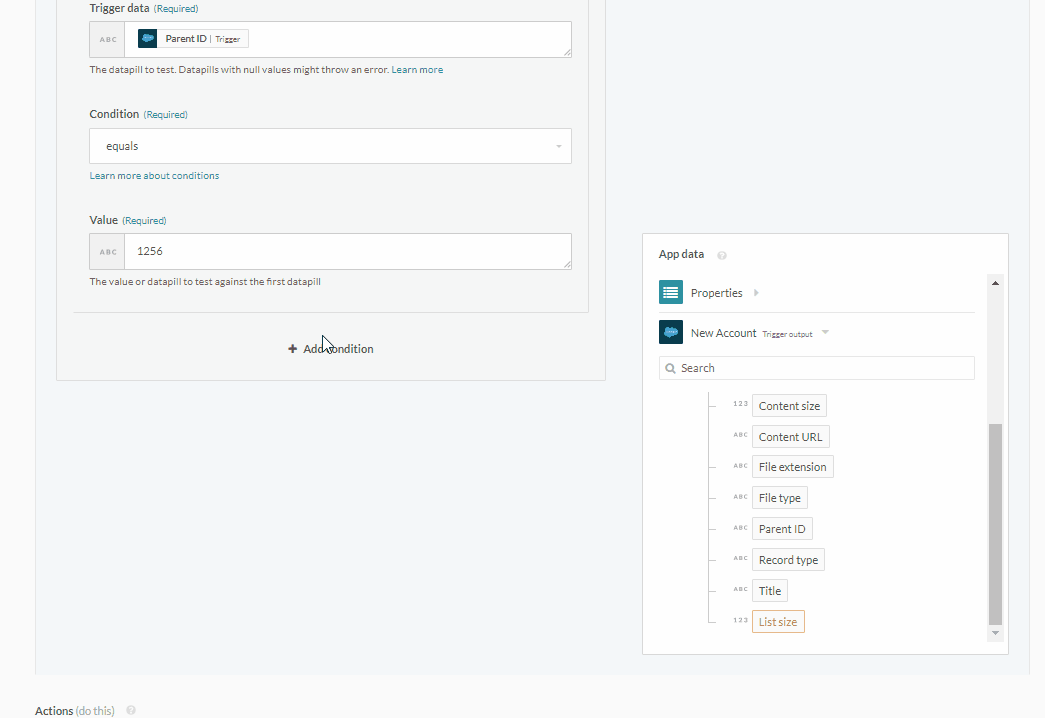 Trigger data (Required)
ABC Parent ID | Trigger
The datapill to test. Datapills with null values might throw an error. Learn more
Condition (Required)
equals
Learn more about conditions
Value (Required)
ABC 1256
The value or datapill to test against the first datapill
+ Add condition
App data ?
Properties
New Account Trigger output
Search
123 Content size
ABC Content URL
ABC File extension
ABC File type
ABC Parent ID
ABC Record type
ABC Title
123 List size
Actions (do this) ?